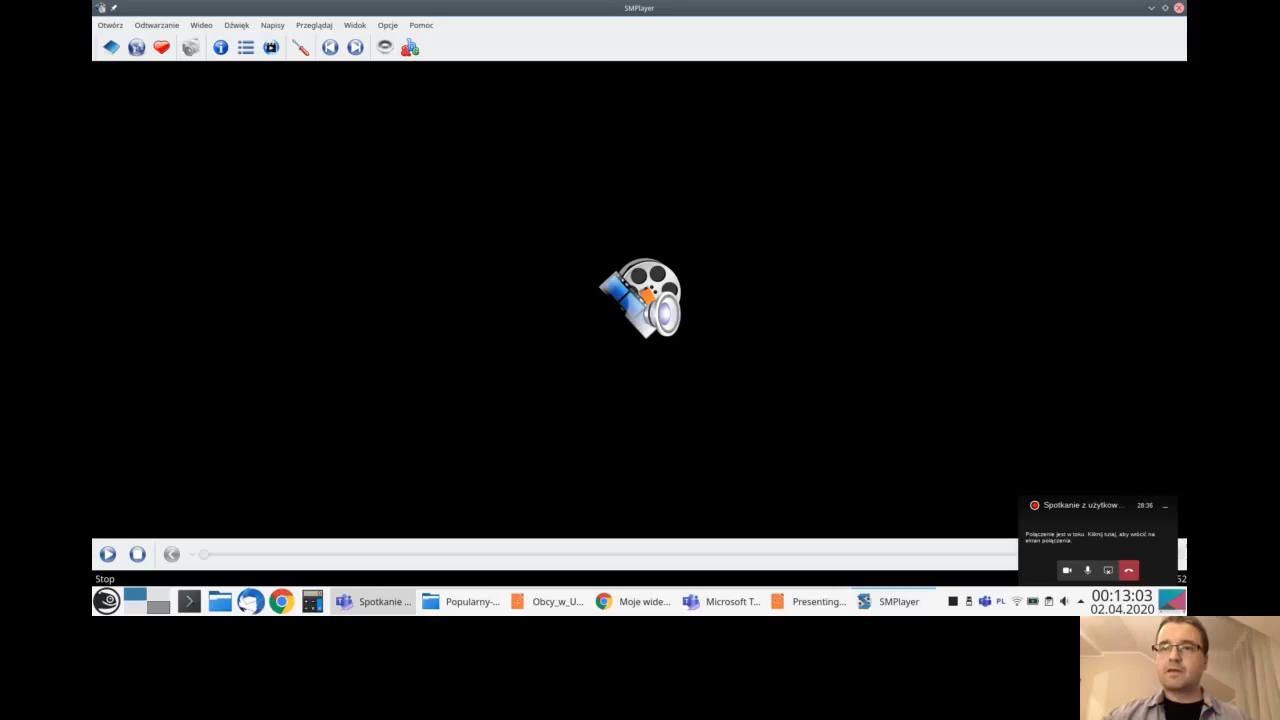 SMPlayer
Otwórz Odtwarzanie Wideo Dźwięk Napisy Przeglądaj Widok Opcje Pomoc
Spotkanie z użytkow... 28:36
Połączenie jest w toku. Kliknij tutaj, aby wrócić na
ekran połączenia.
Stop
52
Spotkanie ... Popularny-... Obcy_w_U... Moje wide... Microsoft T... Presenting... SMPlayer PL 00:13:03
02.04.2020